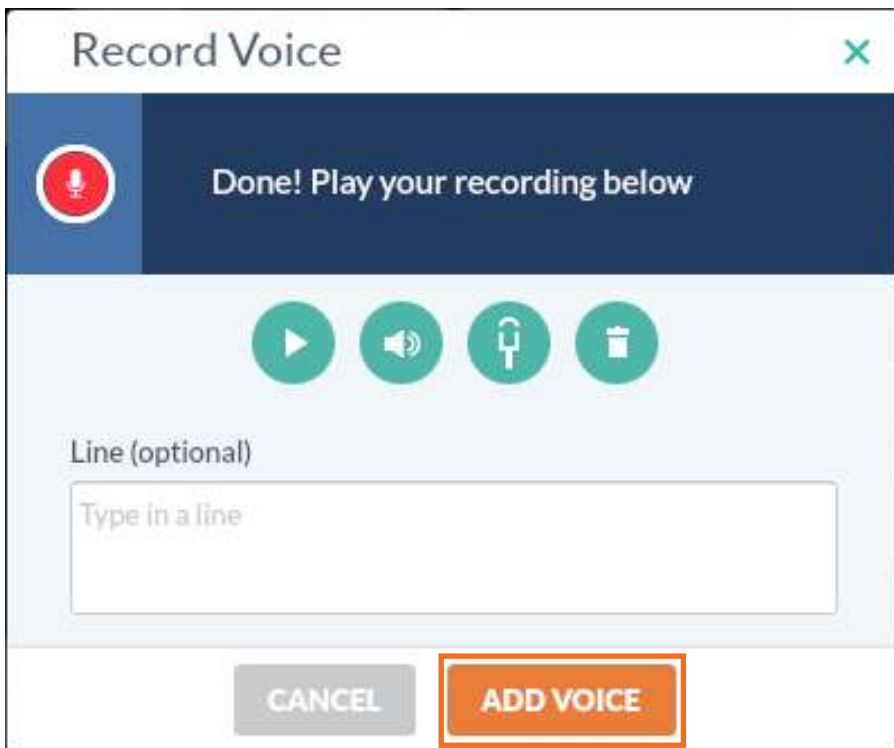 Record Voice
Done! Play your recording below
Line (optional)
Type in a line
CANCEL
ADD VOICE